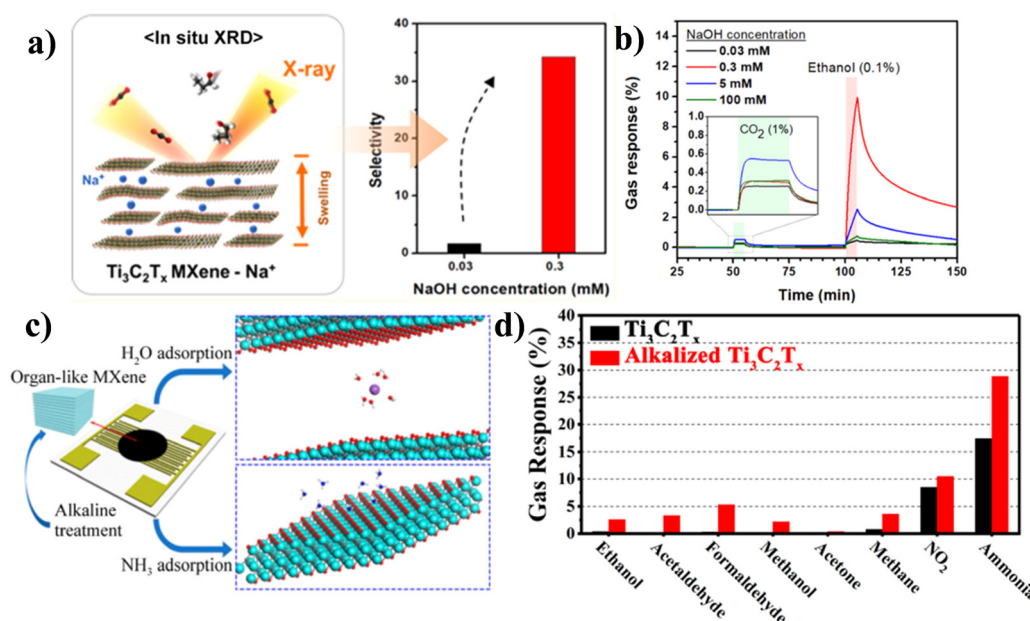 a)
<In situ XRD>
X-ray
Na⁺
Swelling
Ti₃C₂Tₓ MXene - Na⁺
Selectivity
40
30
20
10
0
0.03
0.3
NaOH concentration (mM)
b)
Gas response (%)
14
12
10
8
6
4
2
0
NaOH concentration
0.03 mM
0.3 mM
5 mM
100 mM
Ethanol (0.1%)
CO₂ (1%)
1.0
0.8
0.6
0.4
0.2
0.0
25
50
75
100
125
150
Time (min)
c)
H₂O adsorption
Organ-like MXene
Alkaline
treatment
NH₃ adsorption
d)
Gas Response (%)
40
35
30
25
20
15
10
5
0
Ti₃C₂Tₓ
Alkalized Ti₃C₂Tₓ
Ethanol
Acetaldehyde
Formaldehyde
Methanol
Acetone
Methane
NO₂
Ammonia